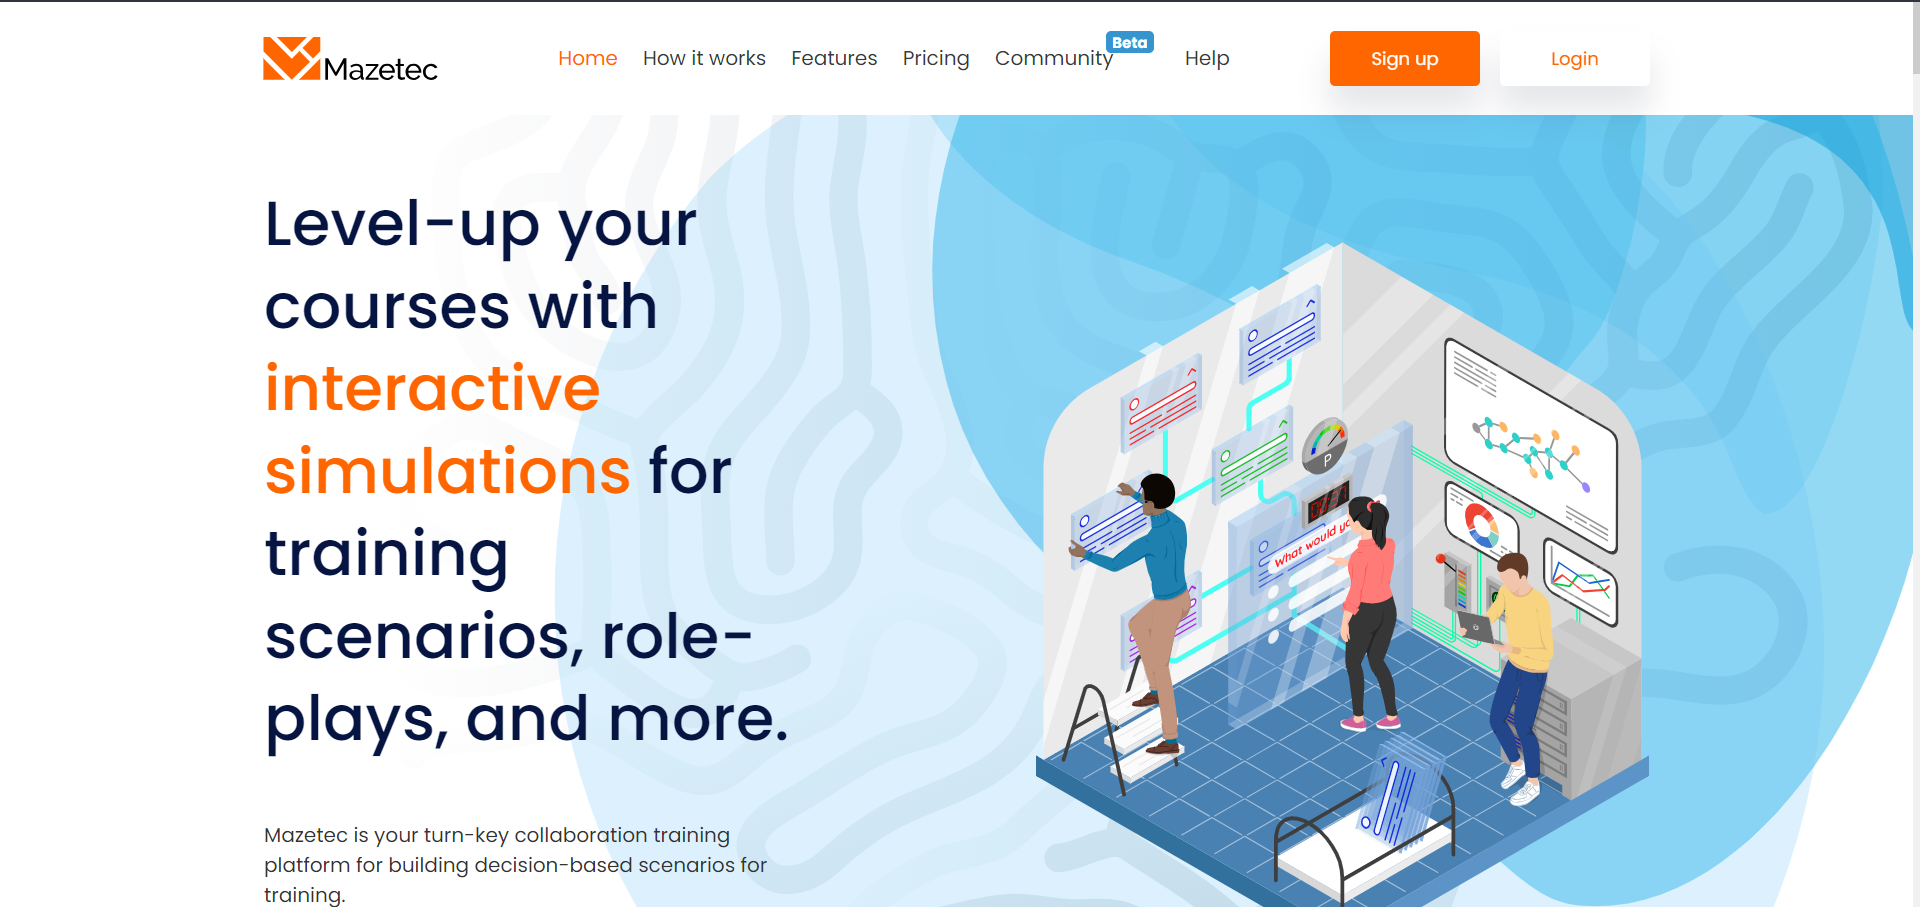 Mazetec
Home
How it works
Features
Pricing
Community
Beta
Help
Sign up
Login
Level-up your
courses with
interactive
simulations for
training
scenarios, role-
plays, and more.
Mazetec is your turn-key collaboration training
platform for building decision-based scenarios for
training.
P
What would yo